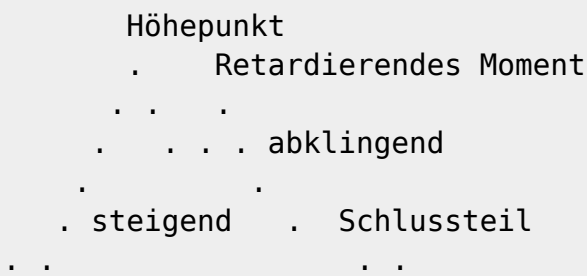 Höhepunkt
. Retardierendes Moment
. . .
. . . . abklingend
. .
. steigend . Schlussteil
. . . .